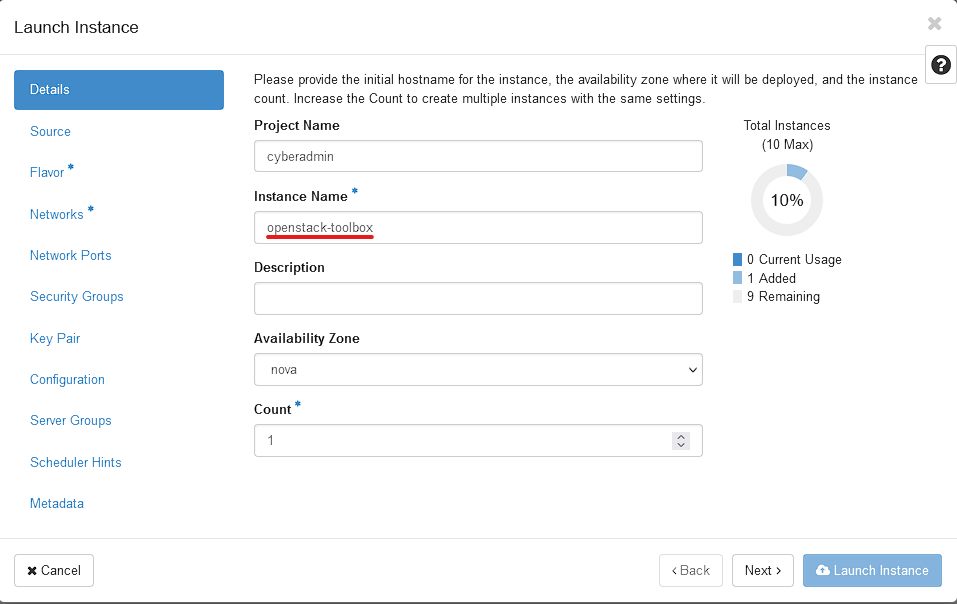 Launch Instance
Details
Source
Flavor *
Networks *
Network Ports
Security Groups
Key Pair
Configuration
Server Groups
Scheduler Hints
Metadata
Please provide the initial hostname for the instance, the availability zone where it will be deployed, and the instance
count. Increase the Count to create multiple instances with the same settings.
Project Name
cyberadmin
Instance Name *
openstack-toolbox
Description
Availability Zone
nova
Count *
1
Total Instances
(10 Max)
10%
0 Current Usage
1 Added
9 Remaining
Cancel
‹ Back
Next ›
Launch Instance